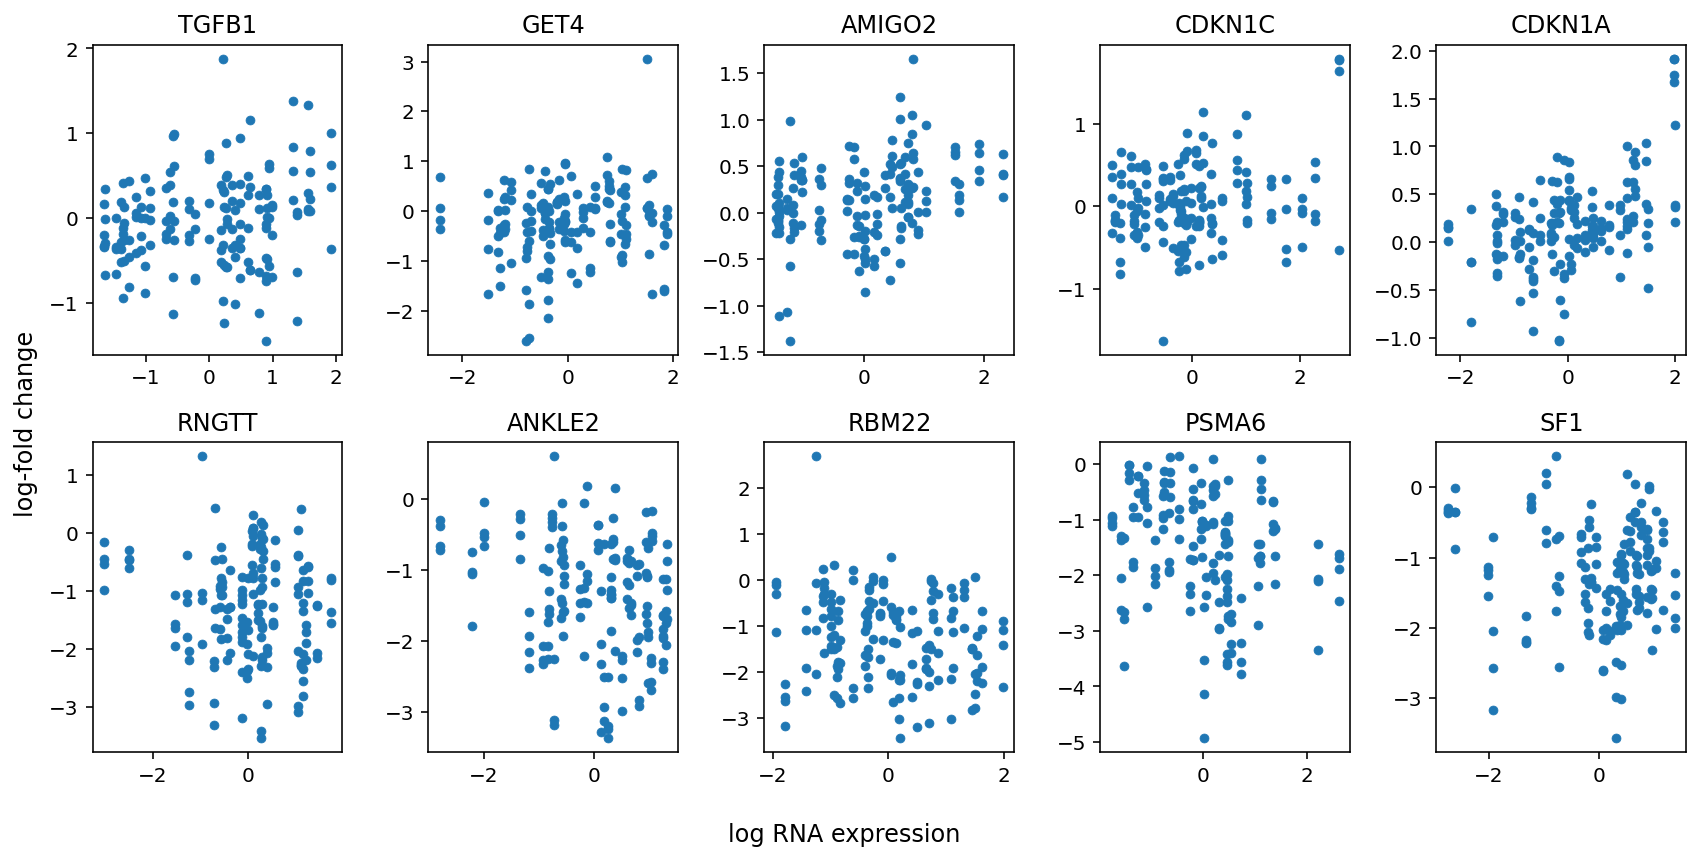 TGFB1 GET4 AMIGO2 CDKN1C CDKN1A
2 1 0 −1
−1 0 1 2
3 2 1 0 −1 −2
−2 0 2
1.5 1.0 0.5 0.0 −0.5 −1.0 −1.5
0 2
1 0 −1
0 2
2.0 1.5 1.0 0.5 0.0 −0.5 −1.0
−2 0 2
log-fold change
RNGTT ANKLE2 RBM22 PSMA6 SF1
1 0 −1 −2 −3
−2 0
0 −1 −2 −3
−2 0
2 1 0 −1 −2 −3
−2 0 2
0 −1 −2 −3 −4 −5
0 2
0 −1 −2 −3
−2 0
log RNA expression